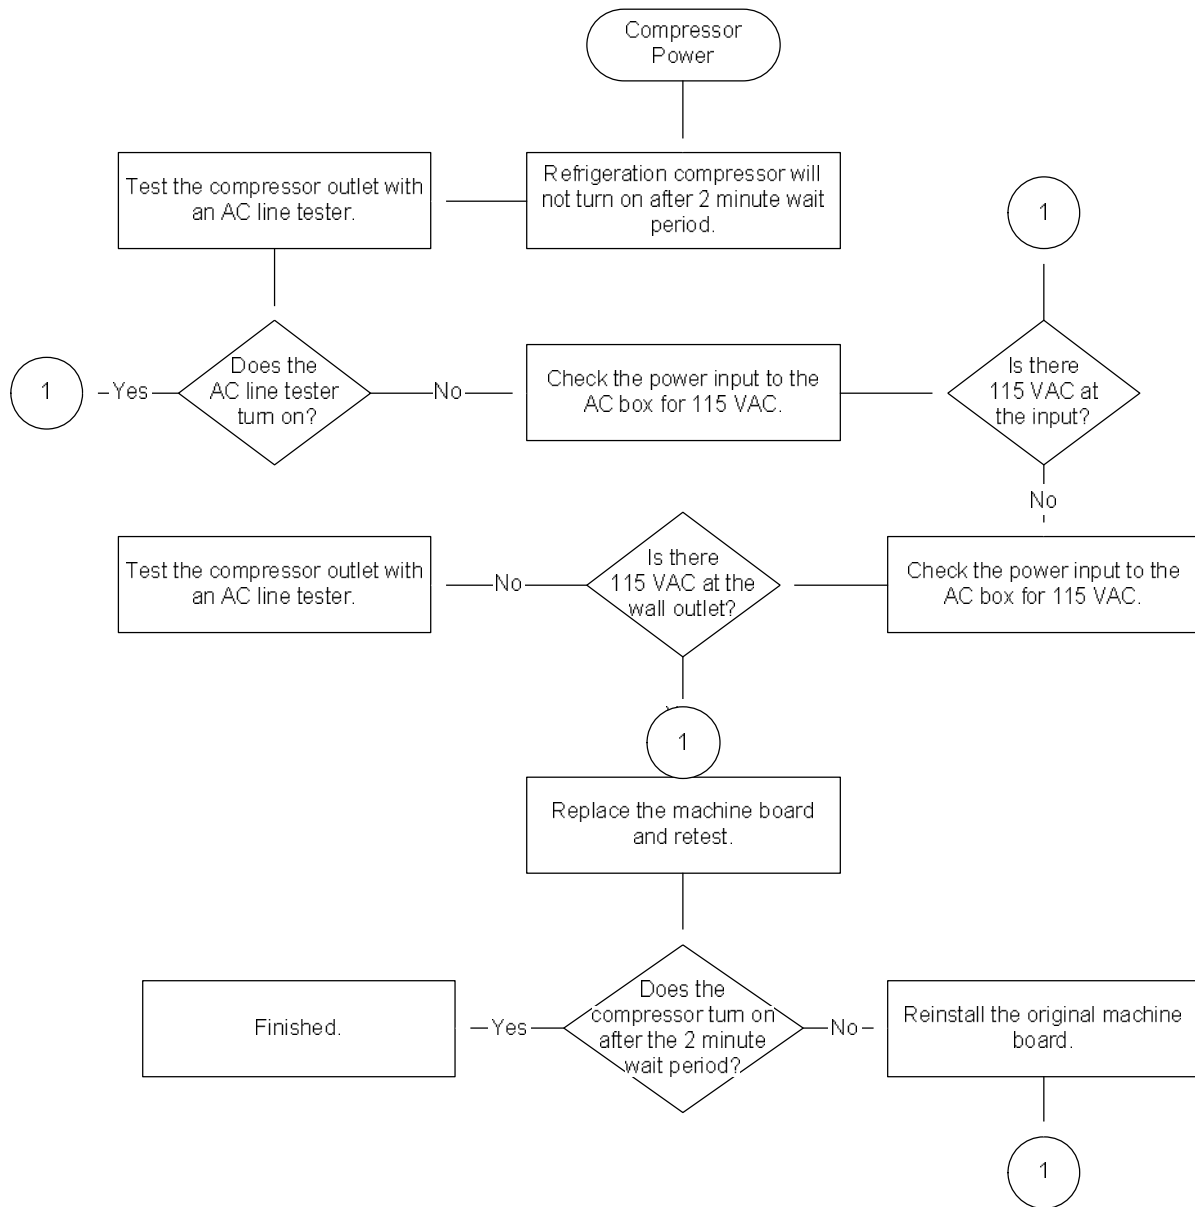 Compressor
Power
Test the compressor outlet with
an AC line tester.
Refrigeration compressor will
not turn on after 2 minute wait
period.
1
1
Yes
Does the
AC line tester
turn on?
No
Check the power input to the
AC box for 115 VAC.
Is there
115 VAC at
the input?
No
Test the compressor outlet with
an AC line tester.
No
Is there
115 VAC at the
wall outlet?
Check the power input to the
AC box for 115 VAC.
1
Replace the machine board
and retest.
Finished.
Yes
Does the
compressor turn on
after the 2 minute
wait period?
No
Reinstall the original machine
board.
1